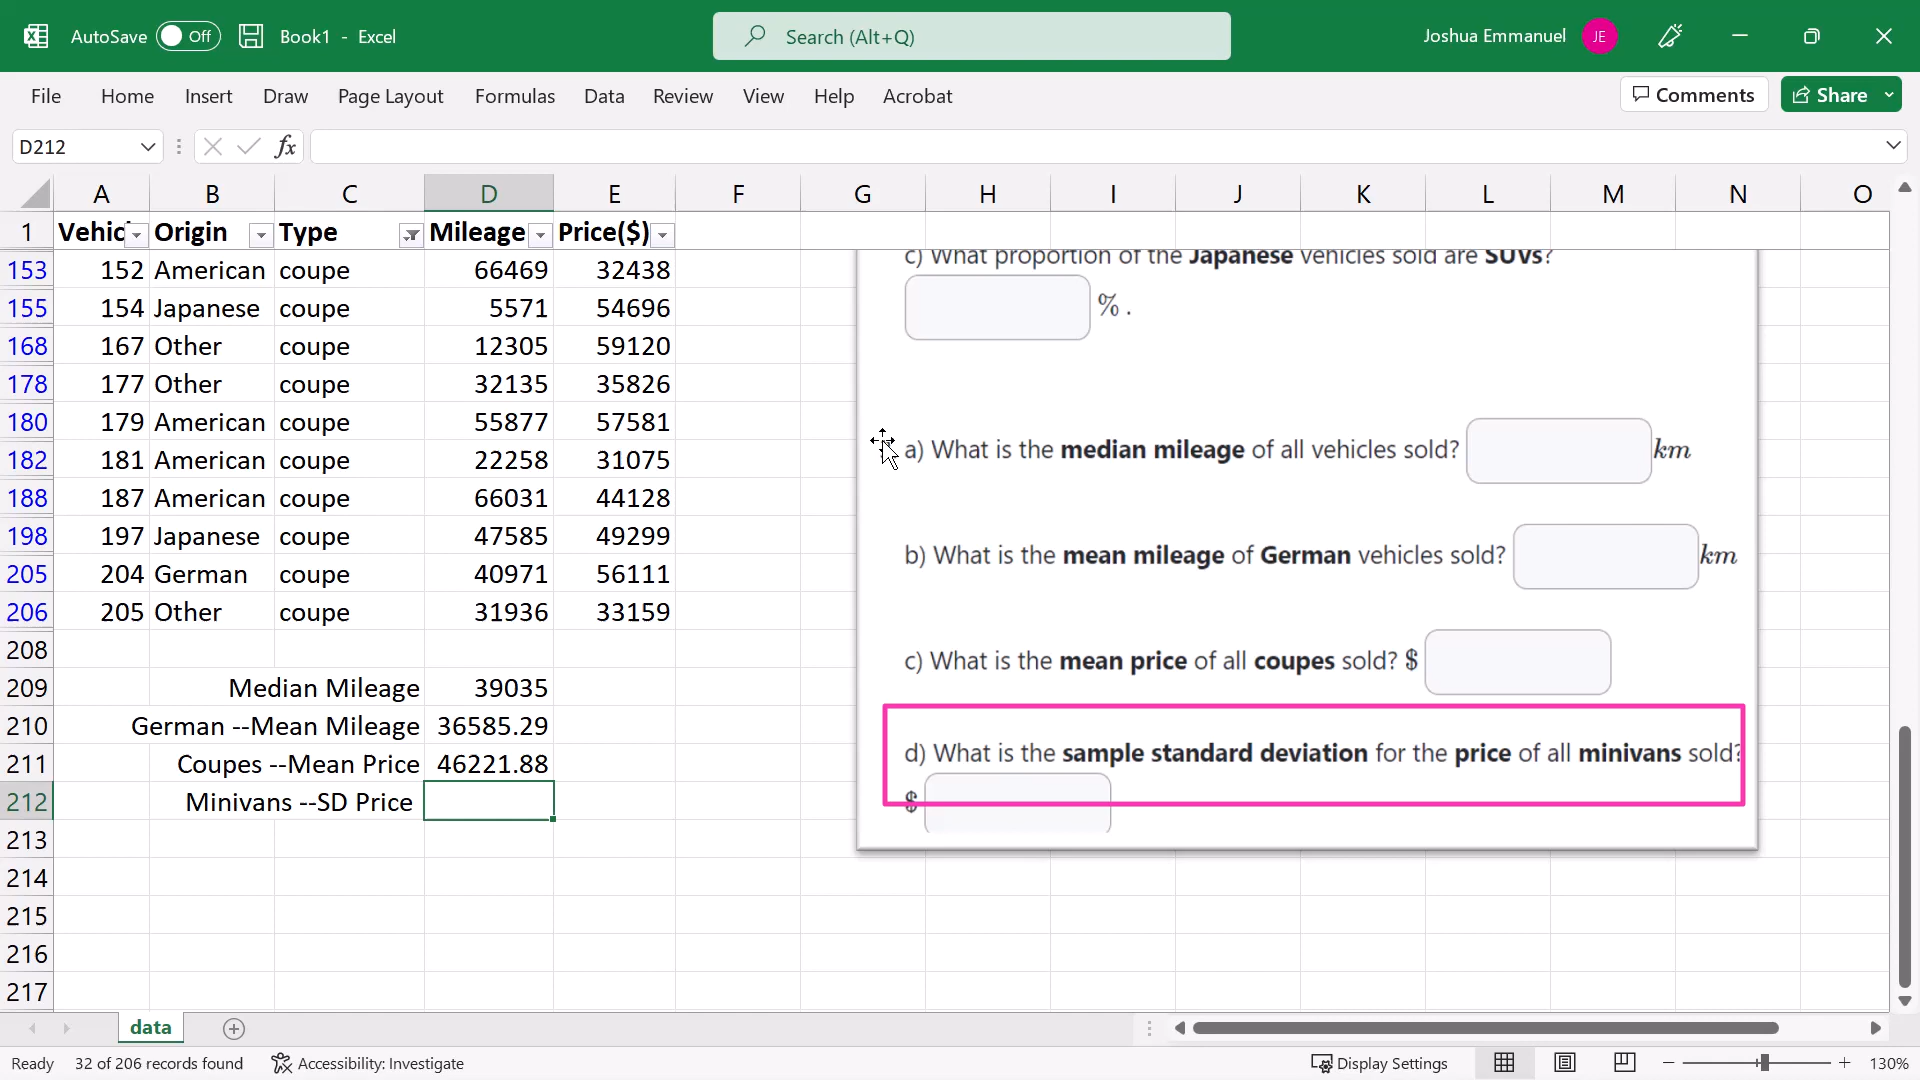 AutoSave Off Book1 - Excel Search (Alt+Q) Joshua Emmanuel JE
File Home Insert Draw Page Layout Formulas Data Review View Help Acrobat Comments Share
D212 fx
A B C D E F G H I J K L M N O
1 Vehic Origin Type Mileage Price($)
153 152 American coupe 66469 32438
155 154 Japanese coupe 5571 54696
168 167 Other coupe 12305 59120
178 177 Other coupe 32135 35826
180 179 American coupe 55877 57581
182 181 American coupe 22258 31075
188 187 American coupe 66031 44128
198 197 Japanese coupe 47585 49299
205 204 German coupe 40971 56111
206 205 Other coupe 31936 33159
208
209 Median Mileage 39035
210 German --Mean Mileage 36585.29
211 Coupes --Mean Price 46221.88
212 Minivans --SD Price
213
214
215
216
217
c) What proportion of the Japanese vehicles sold are SUVs?
% .
a) What is the median mileage of all vehicles sold? km
b) What is the mean mileage of German vehicles sold? km
c) What is the mean price of all coupes sold? $
d) What is the sample standard deviation for the price of all minivans sold?
$
data
Ready 32 of 206 records found Accessibility: Investigate Display Settings 130%